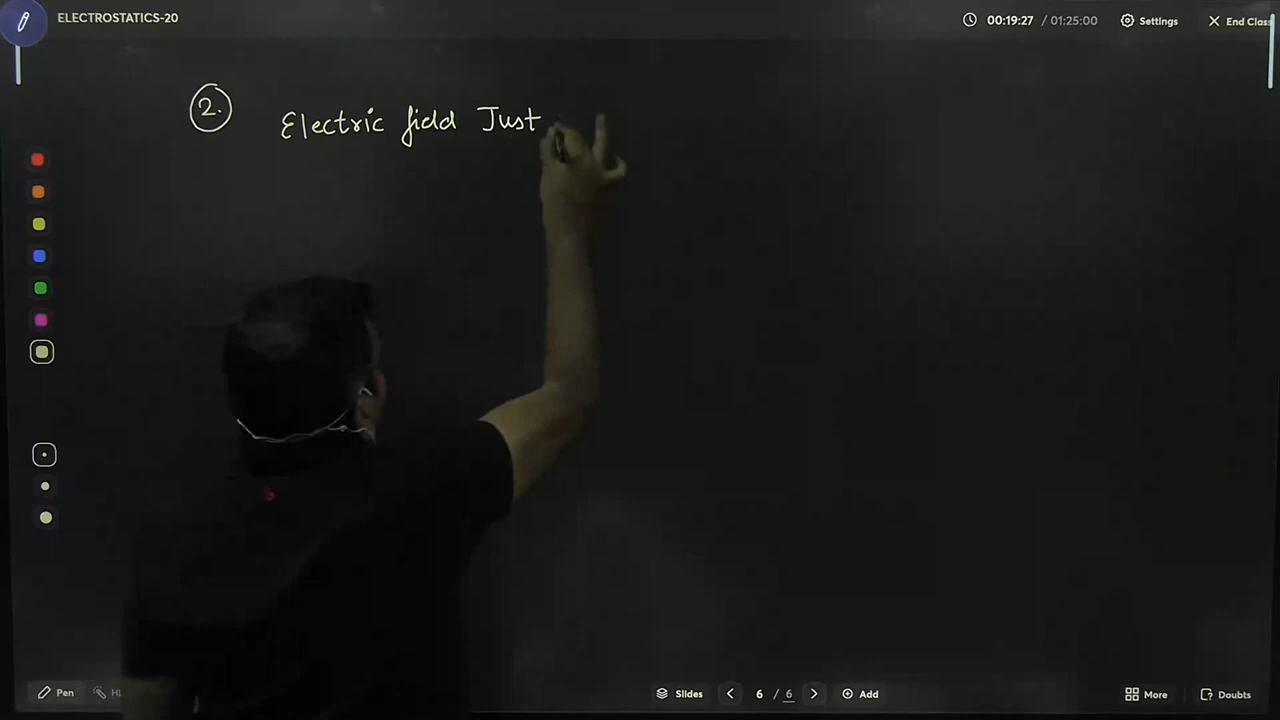 ELECTROSTATICS-20
00:19:27 / 01:25:00
Settings
End Class
2.
Electric field Just
Pen
Slides
6 / 6
Add
More
Doubts